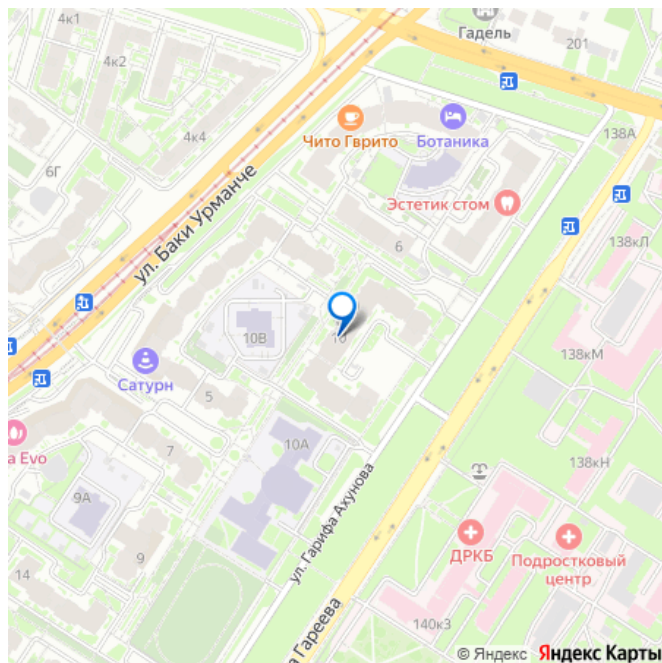 4к1
Гадель
201
4к2
138А
4к4
Чито Гврито
Ботаника
6Г
Эстетик стом
ул. Баки Урманче
6
138кЛ
10В
10
138кМ
Сатурн
5
10А
a Evo
7
138кН
9А
ул. Гарифа Ахунова
ДРКБ
Подростковый
центр
9
14
140к3
а Гареева
© Яндекс Яндекс Карты